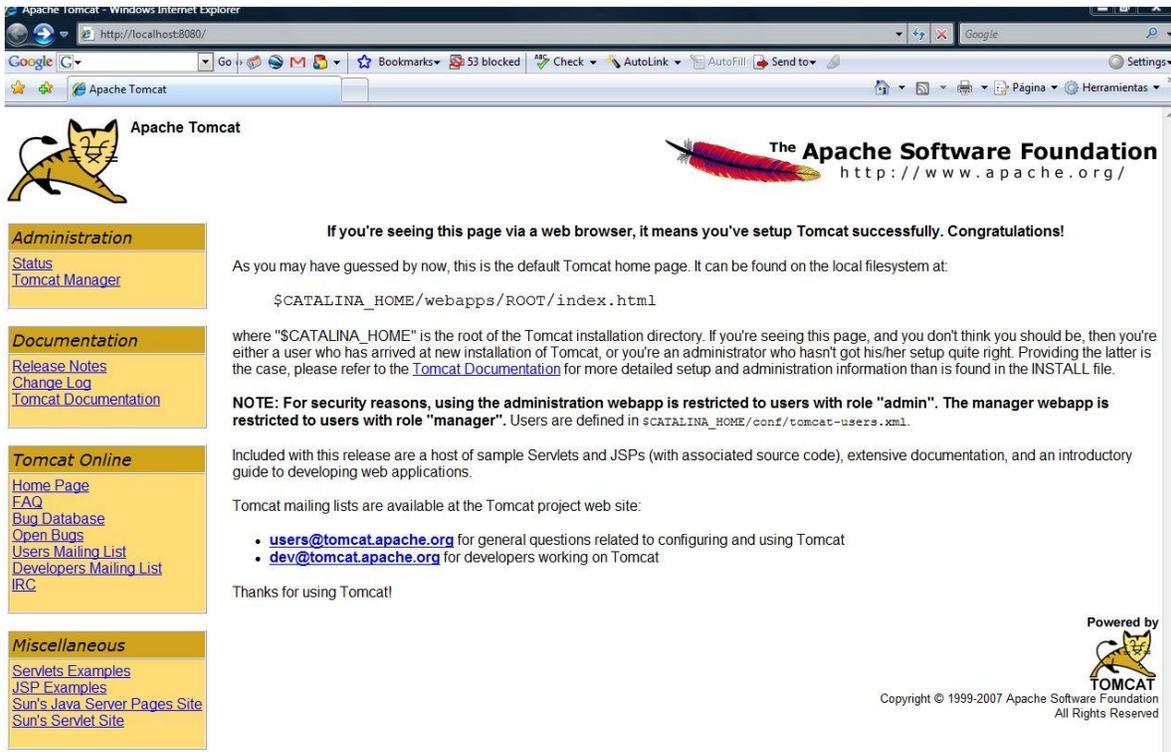 Apache Tomcat - Windows Internet Explorer
http://localhost:8080/
Google
Google G Go Bookmarks 53 blocked ABC Check AutoLink AutoFill Send to Settings
Apache Tomcat
Página Herramientas
Apache Tomcat
The Apache Software Foundation
http://www.apache.org/
Administration
Status
Tomcat Manager
Documentation
Release Notes
Change Log
Tomcat Documentation
Tomcat Online
Home Page
FAQ
Bug Database
Open Bugs
Users Mailing List
Developers Mailing List
IRC
Miscellaneous
Servlets Examples
JSP Examples
Sun's Java Server Pages Site
Sun's Servlet Site
If you're seeing this page via a web browser, it means you've setup Tomcat successfully. Congratulations!
As you may have guessed by now, this is the default Tomcat home page. It can be found on the local filesystem at:
$CATALINA_HOME/webapps/ROOT/index.html
where "$CATALINA_HOME" is the root of the Tomcat installation directory. If you're seeing this page, and you don't think you should be, then you're
either a user who has arrived at new installation of Tomcat, or you're an administrator who hasn't got his/her setup quite right. Providing the latter is
the case, please refer to the Tomcat Documentation for more detailed setup and administration information than is found in the INSTALL file.
NOTE: For security reasons, using the administration webapp is restricted to users with role "admin". The manager webapp is
restricted to users with role "manager". Users are defined in $CATALINA_HOME/conf/tomcat-users.xml.
Included with this release are a host of sample Servlets and JSPs (with associated source code), extensive documentation, and an introductory
guide to developing web applications.
Tomcat mailing lists are available at the Tomcat project web site:
• users@tomcat.apache.org for general questions related to configuring and using Tomcat
• dev@tomcat.apache.org for developers working on Tomcat
Thanks for using Tomcat!
Powered by
TOMCAT
Copyright © 1999-2007 Apache Software Foundation
All Rights Reserved